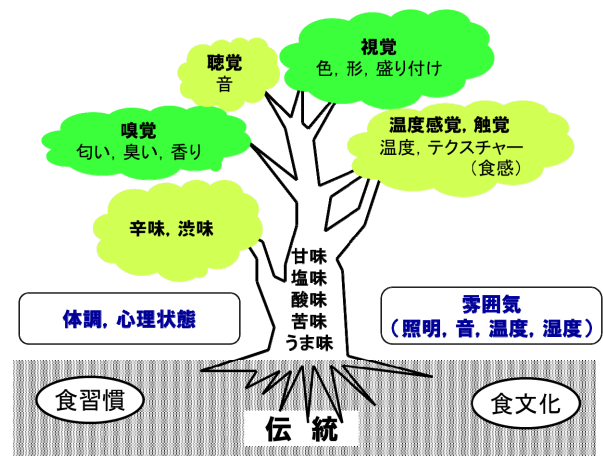 聴覚
音
視覚
色，形，盛り付け
嗅覚
匂い，臭い，香り
温度感覚，触覚
温度，テクスチャー
（食感）
辛味，渋味
甘味
塩味
酸味
苦味
うま味
体調，心理状態
雰囲気
（照明，音，温度，湿度）
食習慣
伝　統
食文化